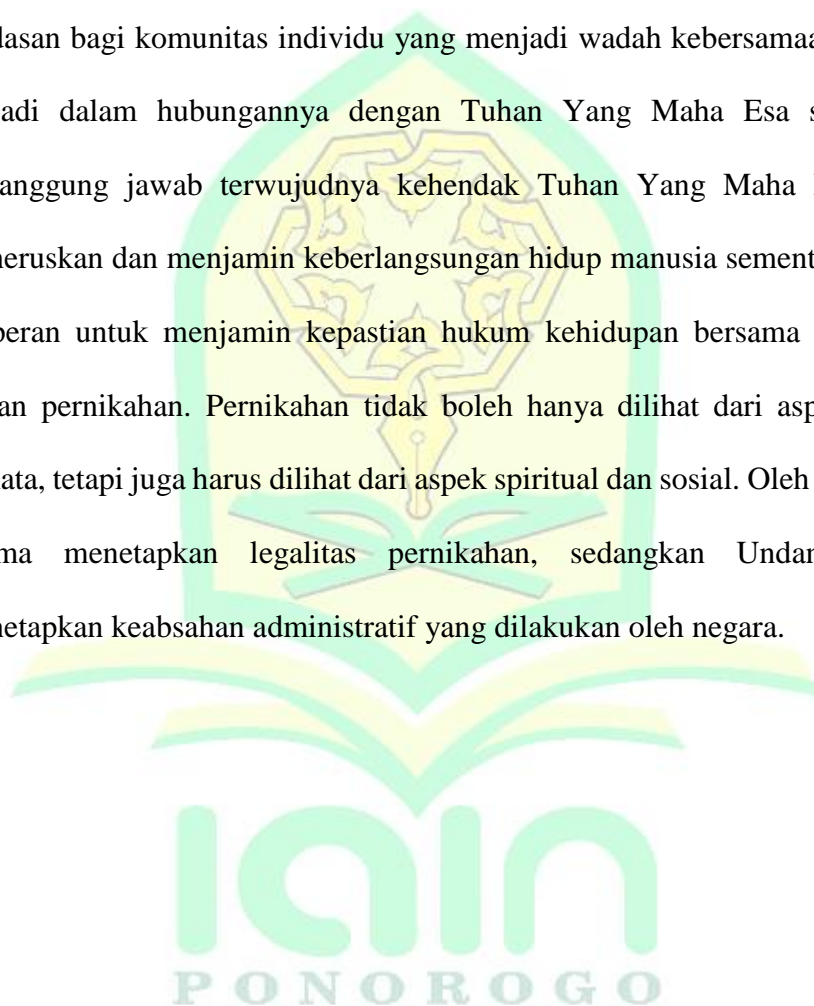 dasan bagi komunitas individu yang menjadi wadah kebersamaa
adi dalam hubungannya dengan Tuhan Yang Maha Esa s
anggung jawab terwujudnya kehendak Tuhan Yang Maha
neruskan dan menjamin keberlangsungan hidup manusia sement
peran untuk menjamin kepastian hukum kehidupan bersama
an pernikahan. Pernikahan tidak boleh hanya dilihat dari asp
ata, tetapi juga harus dilihat dari aspek spiritual dan sosial. Oleh
ma menetapkan legalitas pernikahan, sedangkan Undan
netapkan keabsahan administratif yang dilakukan oleh negara.
iain
PONOROGO